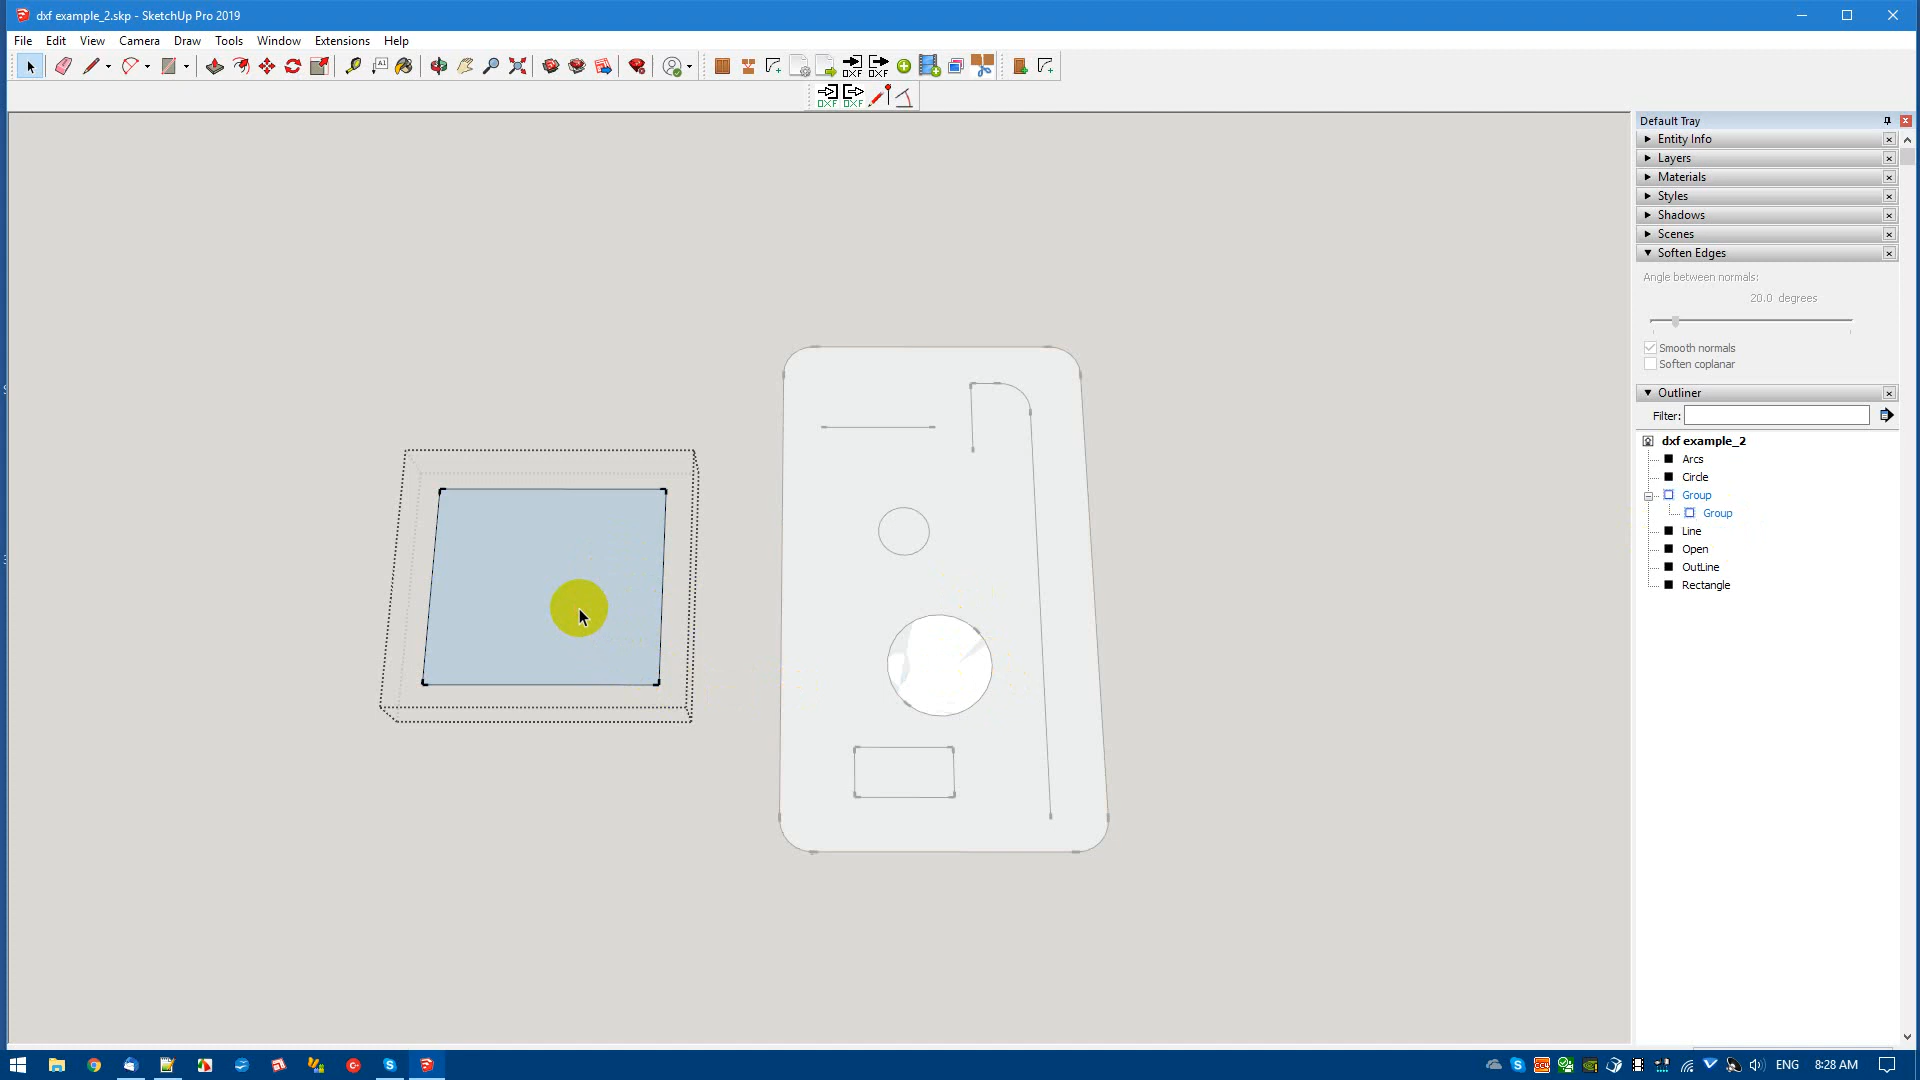 dxf example_2.skp - SketchUp Pro 2019
File Edit View Camera Draw Tools Window Extensions Help
A1
DXF DXF
DXF DXF
Default Tray
Entity Info
Layers
Materials
Styles
Shadows
Scenes
Soften Edges
Angle between normals:
20.0 degrees
Smooth normals
Soften coplanar
Outliner
Filter:
dxf example_2
Arcs
Circle
Group
Group
Line
Open
OutLine
Rectangle
ENG 8:28 AM